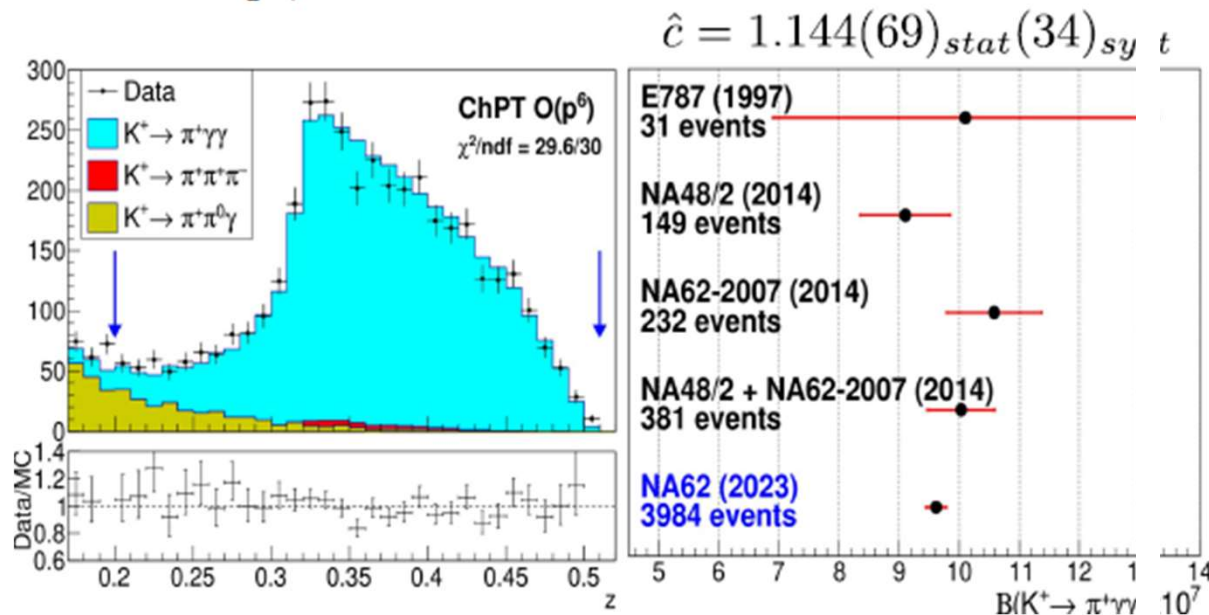 ĉ = 1.144(69)stat(34)sy t
300
250
200
150
100
50
0
Data
K⁺→ π⁺γγ
K⁺→ π⁺π⁺π⁻
K⁺→ π⁺π⁰γ
ChPT O(p⁶)
χ²/ndf = 29.6/30
Data/MC
1.4
1.2
1
0.8
0.6
0.2 0.25 0.3 0.35 0.4 0.45 0.5
z
E787 (1997)
31 events
NA48/2 (2014)
149 events
NA62-2007 (2014)
232 events
NA48/2 + NA62-2007 (2014)
381 events
NA62 (2023)
3984 events
5 6 7 8 9 10 11 12 14
B(K⁺→ π⁺γγ 10⁷